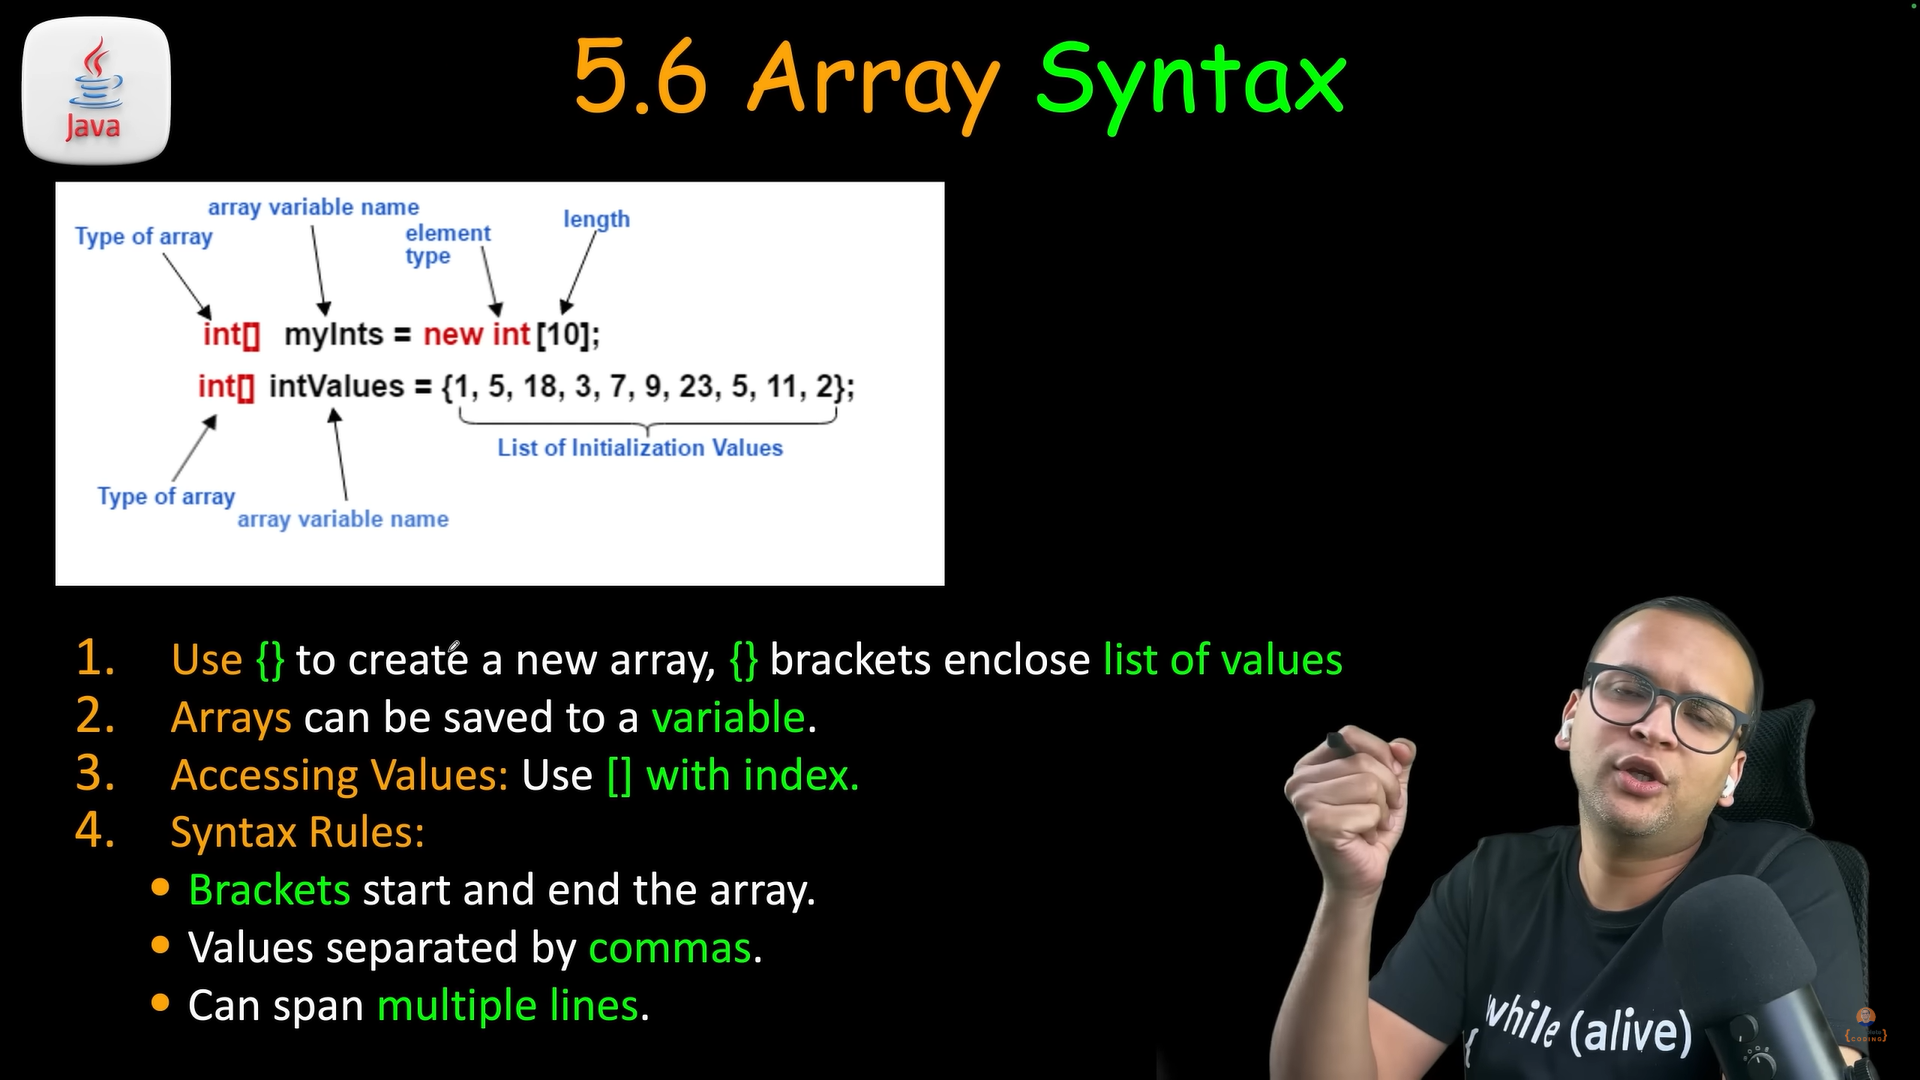 Java
5.6 Array Syntax
array variable name
Type of array
element
type
length
int[] myInts = new int [10];
int[] intValues = {1, 5, 18, 3, 7, 9, 23, 5, 11, 2};
List of Initialization Values
Type of array
array variable name
1. Use {} to create a new array, {} brackets enclose list of values
2. Arrays can be saved to a variable.
3. Accessing Values: Use [] with index.
4. Syntax Rules:
• Brackets start and end the array.
• Values separated by commas.
• Can span multiple lines.
while (alive)
{
{CODING}